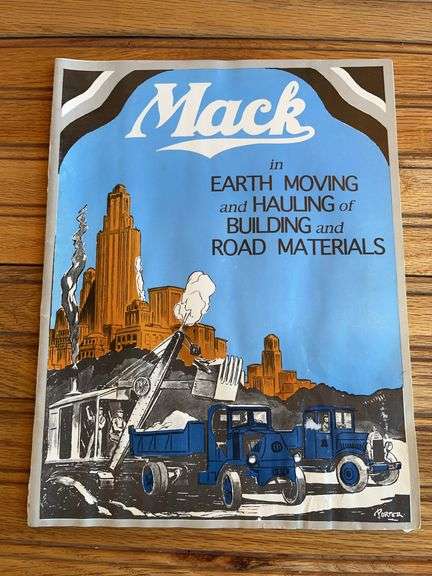 Mack
in
EARTH MOVING
and HAULING of
BUILDING and
ROAD MATERIALS
PORTER